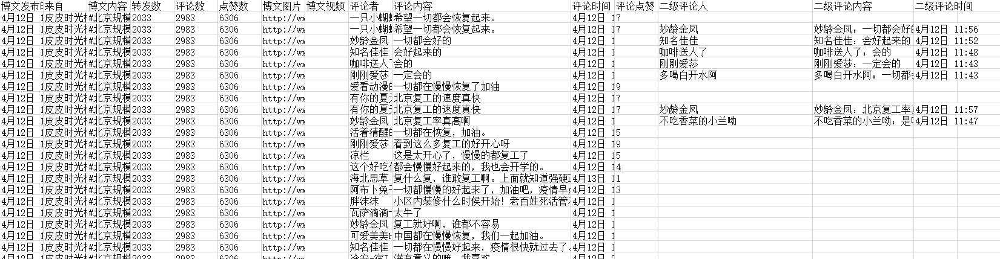 博文发布 来自 博文内容 转发数 评论数 点赞数 博文图片 博文视频 评论者 评论内容 评论时间 评论点赞 二级评论人 二级评论内容 二级评论时间
4月12日 1 皮皮时光 #北京规模 2033 2983 6306 http://wx 一只小蝴 希望一切都会恢复起来。 4月12日 1 7
4月12日 1 皮皮时光 #北京规模 2033 2983 6306 http://wx 一只小蝴 希望一切都会恢复起来。 4月12日 1 7 妙龄金凤 妙龄金凤: 一切都会好 4月12日 11:56
4月12日 1 皮皮时光 #北京规模 2033 2983 6306 http://wx 妙龄金凤 一切都会好的 4月12日 1 知名佳佳 知名佳佳: 会好起来的 4月12日 11:52
4月12日 1 皮皮时光 #北京规模 2033 2983 6306 http://wx 知名佳佳 会好起来的 4月12日 1 咖啡送人了 咖啡送人了: 会的 4月12日 11:48
4月12日 1 皮皮时光 #北京规模 2033 2983 6306 http://wx 咖啡送人 会的 4月12日 1 刚刚爱莎 刚刚爱莎: 一定会的 4月12日 11:43
4月12日 1 皮皮时光 #北京规模 2033 2983 6306 http://wx 刚刚爱莎 一定会的 4月12日 1 多喝白开水阿 多喝白开水阿: 一切都 4月12日 11:43
4月12日 1 皮皮时光 #北京规模 2033 2983 6306 http://wx 爱看动漫 一切都在慢慢恢复了加油 4月12日 1 9
4月12日 1 皮皮时光 #北京规模 2033 2983 6306 http://wx 有你的夏 北京复工的速度真快 4月12日 1 7
4月12日 1 皮皮时光 #北京规模 2033 2983 6306 http://wx 有你的夏 北京复工的速度真快 4月12日 1 7 妙龄金凤 妙龄金凤: 北京复工率 4月12日 11:57
4月12日 1 皮皮时光 #北京规模 2033 2983 6306 http://wx 妙龄金凤 北京复工率真高啊 4月12日 1 不吃香菜的小兰呦 不吃香菜的小兰呦: 是 4月12日 11:47
4月12日 1 皮皮时光 #北京规模 2033 2983 6306 http://wx 活着清醒 一切都在恢复,加油。 4月12日 1 5
4月12日 1 皮皮时光 #北京规模 2033 2983 6306 http://wx 刚刚爱莎 看到这么多复工的好开心呀 4月12日 1 9
4月12日 1 皮皮时光 #北京规模 2033 2983 6306 http://wx 凉栏 这是太开心了,慢慢的都复工了 4月12日 1 5
4月12日 1 皮皮时光 #北京规模 2033 2983 6306 http://wx 这个好吃 都会慢慢好起来的,我也会开学的。 4月12日 1 4
4月12日 1 皮皮时光 #北京规模 2033 2983 6306 http://wx 海北思草 复什么复,谁敢复工啊。上面就知道强硬 4月13日 1 1
4月12日 1 皮皮时光 #北京规模 2033 2983 6306 http://wx 阿布卜兔 一切都慢慢的好起来了,加油吧,疫情早 4月12日 1 3
4月12日 1 皮皮时光 #北京规模 2033 2983 6306 http://wx 胖沫沫 小区内装修什么时候开始!老百姓死活管 4月12日 1
4月12日 1 皮皮时光 #北京规模 2033 2983 6306 http://wx 瓦萨滴滴 太牛了 4月12日 1
4月12日 1 皮皮时光 #北京规模 2033 2983 6306 http://wx 妙龄金凤 复工就好啊,谁都不容易 4月12日 1
4月12日 1 皮皮时光 #北京规模 2033 2983 6306 http://wx 可爱美美 中国都在慢慢恢复,我们一起加油。 4月12日 1
4月12日 1 皮皮时光 #北京规模 2033 2983 6306 http://wx 知名佳佳 一切都在慢慢好起来,疫情很快就过去了 4月12日 1
4月12日 1 皮皮时光 #北京规模 2033 2983 6306 http://wx 满有意义的嘛,我喜欢 4月12日